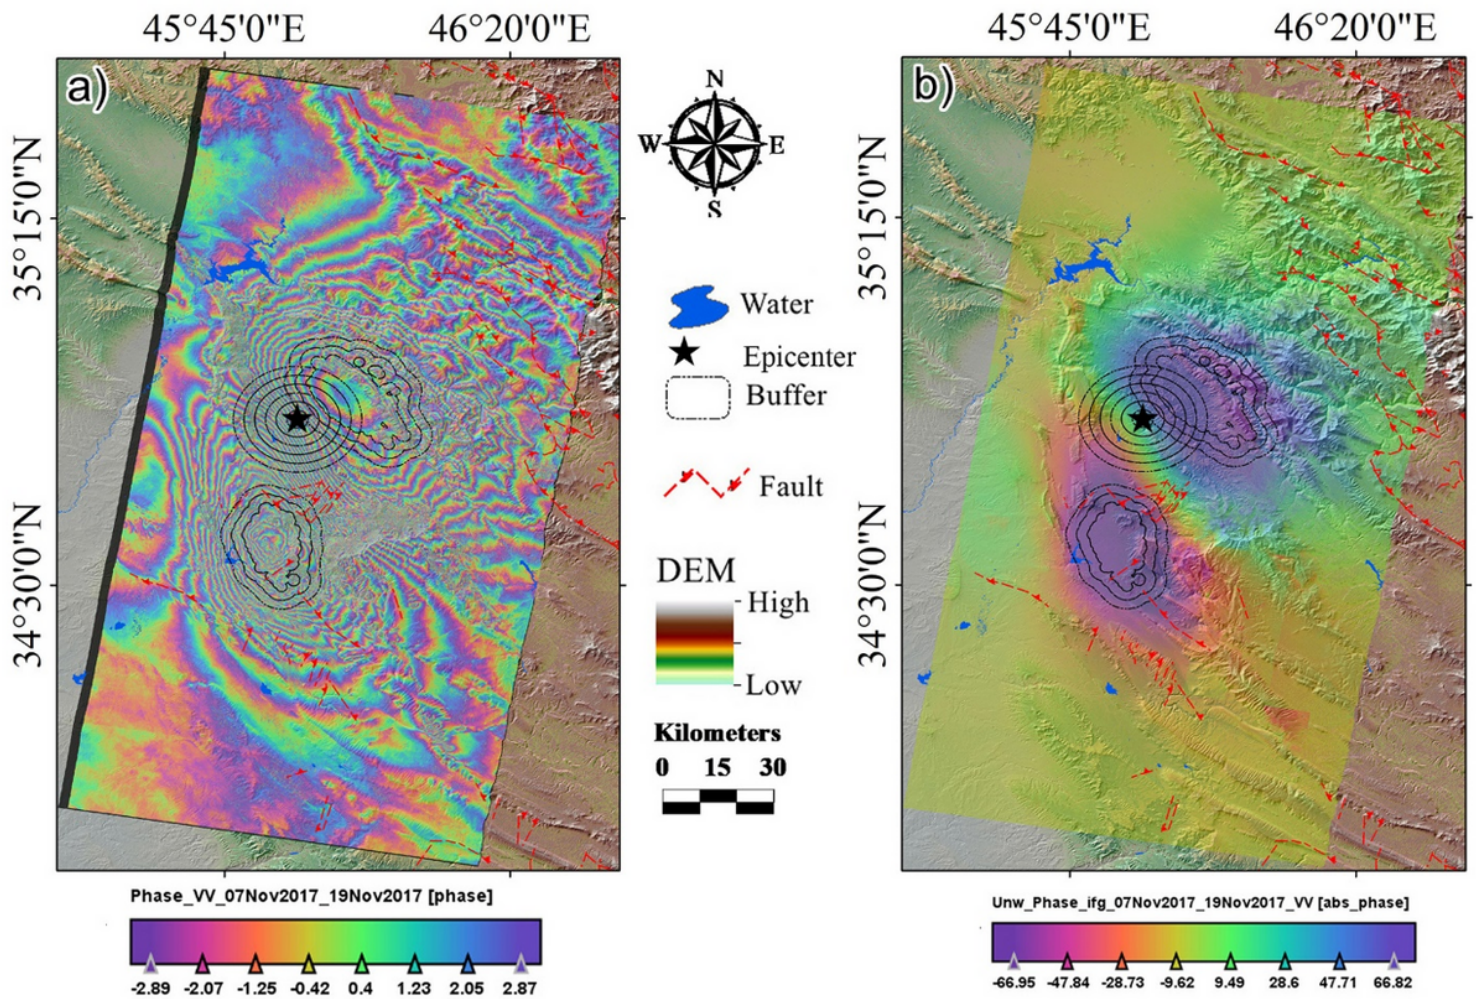 45°45'0"E 46°20'0"E 45°45'0"E 46°20'0"E
a)
b)
N
W E
S
35°15'0"N
35°15'0"N
34°30'0"N
34°30'0"N
Water
Epicenter
Buffer
Fault
DEM
High
Low
Kilometers
0 15 30
Phase_VV_07Nov2017_19Nov2017 [phase]
-2.89 -2.07 -1.25 -0.42 0.4 1.23 2.05 2.87
Unw_Phase_ifg_07Nov2017_19Nov2017_VV [abs_phase]
-66.95 -47.84 -28.73 -9.62 9.49 28.6 47.71 66.82